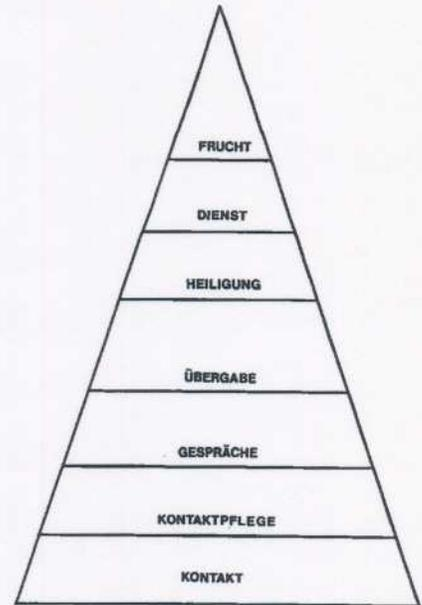 FRUCHT
DIENST
HEILIGUNG
ÜBERGABE
GESPRÄCHE
KONTAKTPFLEGE
KONTAKT